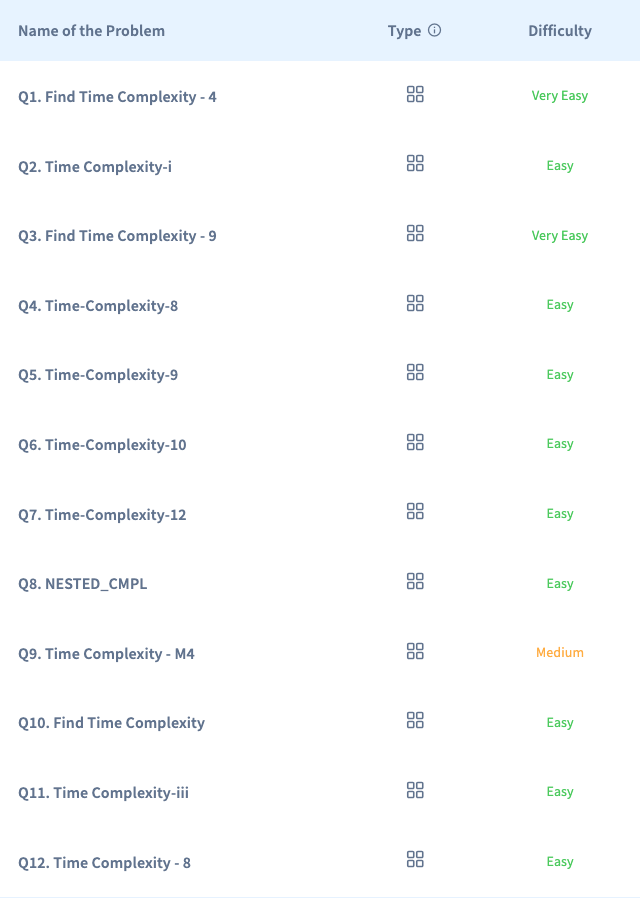 Name of the Problem Type Difficulty
Q1. Find Time Complexity - 4 Very Easy
Q2. Time Complexity-i Easy
Q3. Find Time Complexity - 9 Very Easy
Q4. Time-Complexity-8 Easy
Q5. Time-Complexity-9 Easy
Q6. Time-Complexity-10 Easy
Q7. Time-Complexity-12 Easy
Q8. NESTED_CMPL Easy
Q9. Time Complexity - M4 Medium
Q10. Find Time Complexity Easy
Q11. Time Complexity-iii Easy
Q12. Time Complexity - 8 Easy